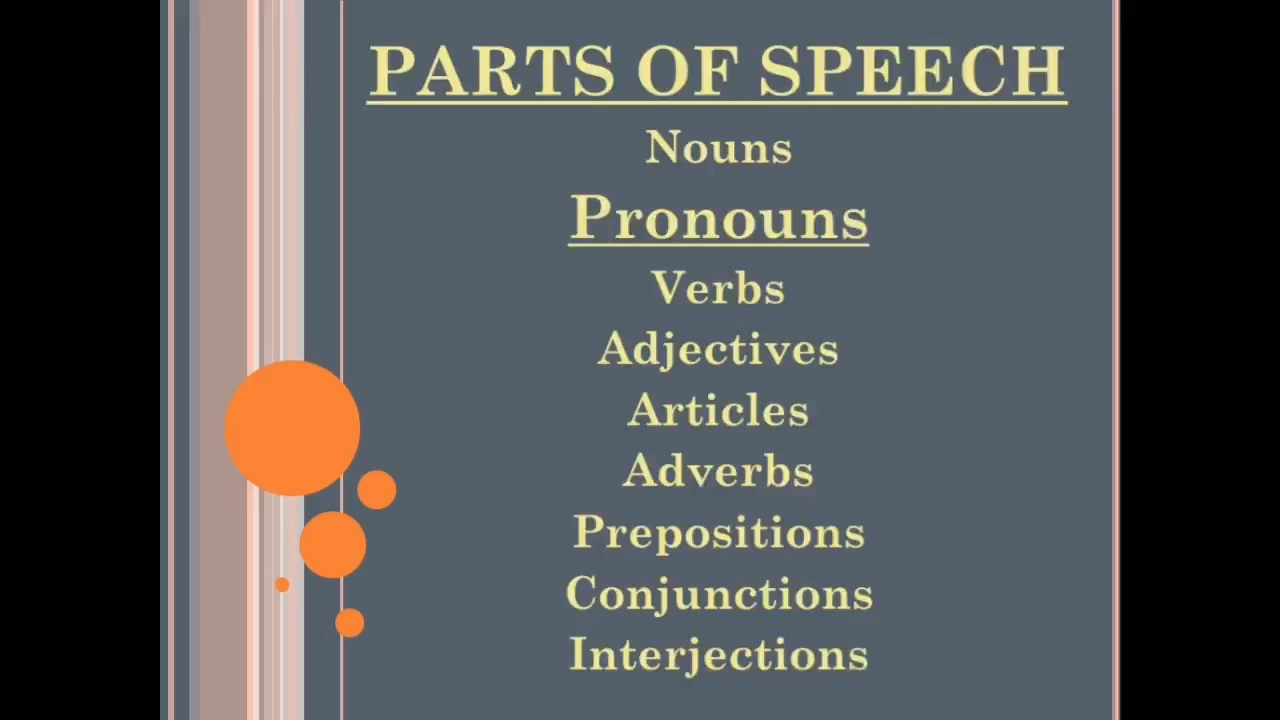 PARTS OF SPEECH
Nouns
Pronouns
Verbs
Adjectives
Articles
Adverbs
Prepositions
Conjunctions
Interjections